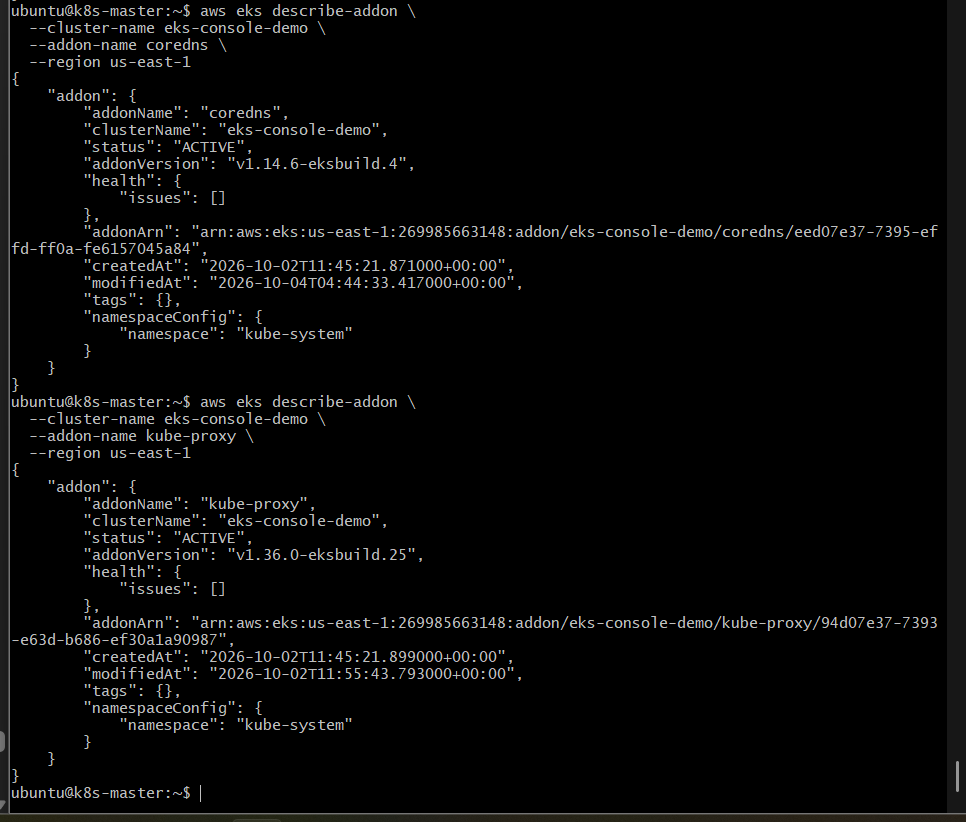 ubuntu@k8s-master:~$ aws eks describe-addon \
  --cluster-name eks-console-demo \
  --addon-name coredns \
  --region us-east-1
{
    "addon": {
        "addonName": "coredns",
        "clusterName": "eks-console-demo",
        "status": "ACTIVE",
        "addonVersion": "v1.14.6-eksbuild.4",
        "health": {
            "issues": []
        },
        "addonArn": "arn:aws:eks:us-east-1:269985663148:addon/eks-console-demo/coredns/eed07e37-7395-ef
fd-ff0a-fe6157045a84",
        "createdAt": "2026-10-02T11:45:21.871000+00:00",
        "modifiedAt": "2026-10-04T04:44:33.417000+00:00",
        "tags": {},
        "namespaceConfig": {
            "namespace": "kube-system"
        }
    }
}
ubuntu@k8s-master:~$ aws eks describe-addon \
  --cluster-name eks-console-demo \
  --addon-name kube-proxy \
  --region us-east-1
{
    "addon": {
        "addonName": "kube-proxy",
        "clusterName": "eks-console-demo",
        "status": "ACTIVE",
        "addonVersion": "v1.36.0-eksbuild.25",
        "health": {
            "issues": []
        },
        "addonArn": "arn:aws:eks:us-east-1:269985663148:addon/eks-console-demo/kube-proxy/94d07e37-7393
-e63d-b686-ef30a1a90987",
        "createdAt": "2026-10-02T11:45:21.899000+00:00",
        "modifiedAt": "2026-10-02T11:55:43.793000+00:00",
        "tags": {},
        "namespaceConfig": {
            "namespace": "kube-system"
        }
    }
}
ubuntu@k8s-master:~$